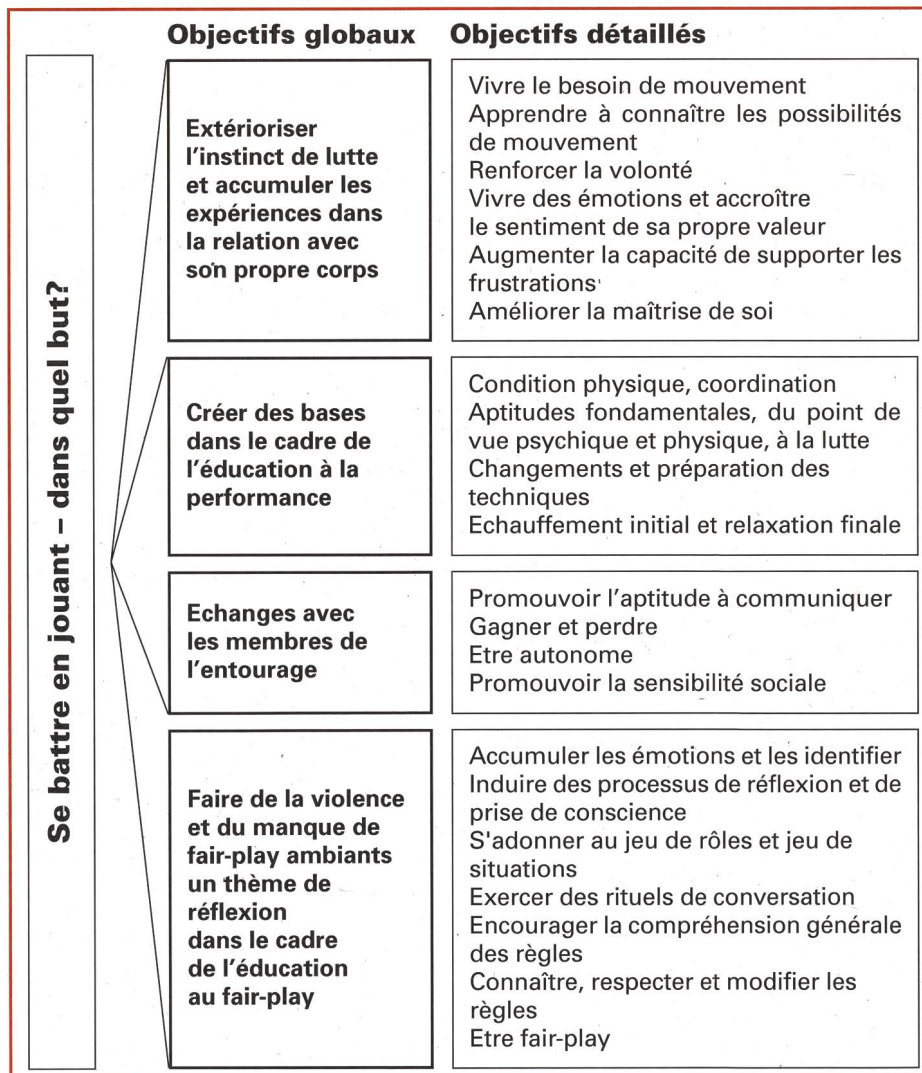 Objectifs globaux
Objectifs détaillés
Se battre en jouant – dans quel but?
Extérioriser
l'instinct de lutte
et accumuler les
expériences dans
la relation avec
son propre corps
Vivre le besoin de mouvement
Apprendre à connaître les possibilités
de mouvement
Renforcer la volonté
Vivre des émotions et accroître
le sentiment de sa propre valeur
Augmenter la capacité de supporter les
frustrations
Améliorer la maîtrise de soi
Créer des bases
dans le cadre de
l'éducation à la
performance
Condition physique, coordination
Aptitudes fondamentales, du point de
vue psychique et physique, à la lutte
Changements et préparation des
techniques
Echauffement initial et relaxation finale
Echanges avec
les membres de
l'entourage
Promouvoir l'aptitude à communiquer
Gagner et perdre
Etre autonome
Promouvoir la sensibilité sociale
Faire de la violence
et du manque de
fair-play ambiants
un thème de
réflexion
dans le cadre
de l'éducation
au fair-play
Accumuler les émotions et les identifier
Induire des processus de réflexion et de
prise de conscience
S'adonner au jeu de rôles et jeu de
situations
Exercer des rituels de conversation
Encourager la compréhension générale
des règles
Connaître, respecter et modifier les
règles
Etre fair-play